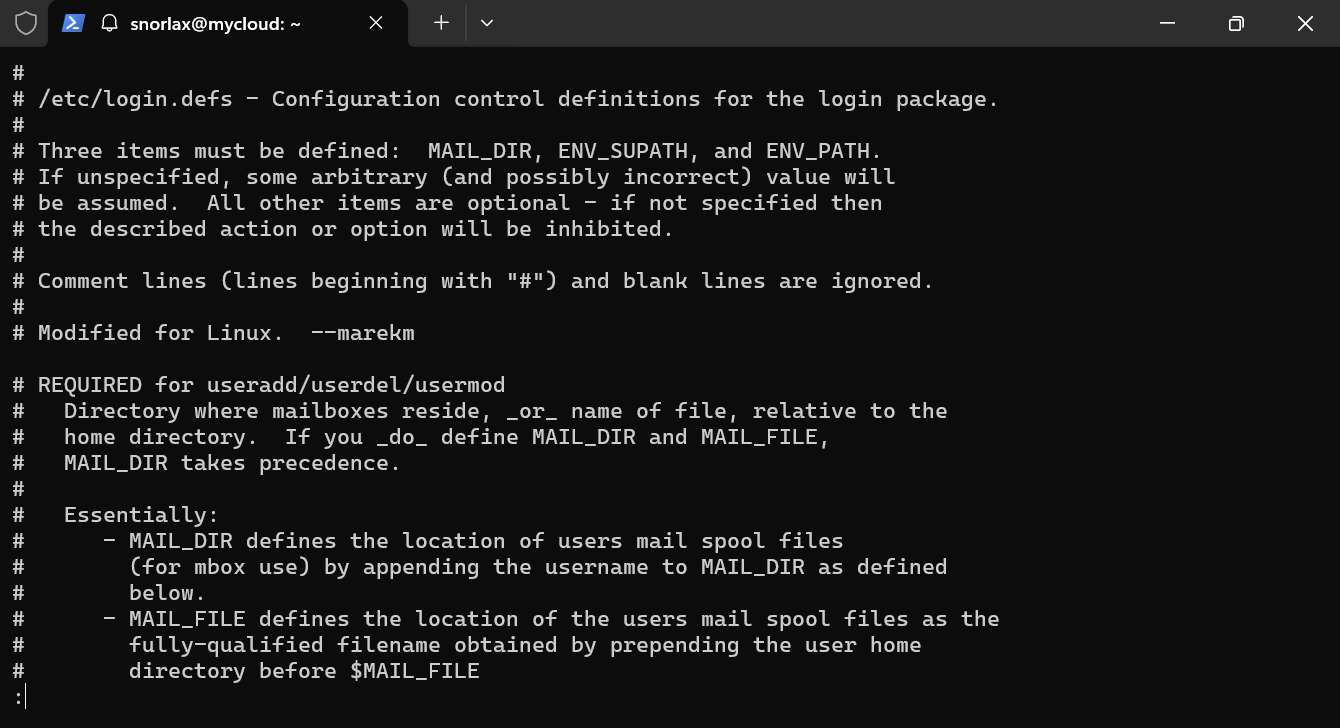 snorlax@mycloud: ~
#
# /etc/login.defs - Configuration control definitions for the login package.
#
# Three items must be defined:  MAIL_DIR, ENV_SUPATH, and ENV_PATH.
# If unspecified, some arbitrary (and possibly incorrect) value will
# be assumed.  All other items are optional - if not specified then
# the described action or option will be inhibited.
#
# Comment lines (lines beginning with "#") and blank lines are ignored.
#
# Modified for Linux.  --marekm

# REQUIRED for useradd/userdel/usermod
#   Directory where mailboxes reside, _or_ name of file, relative to the
#   home directory.  If you _do_ define MAIL_DIR and MAIL_FILE,
#   MAIL_DIR takes precedence.
#
#   Essentially:
#      - MAIL_DIR defines the location of users mail spool files
#        (for mbox use) by appending the username to MAIL_DIR as defined
#        below.
#      - MAIL_FILE defines the location of the users mail spool files as the
#        fully-qualified filename obtained by prepending the user home
#        directory before $MAIL_FILE
: